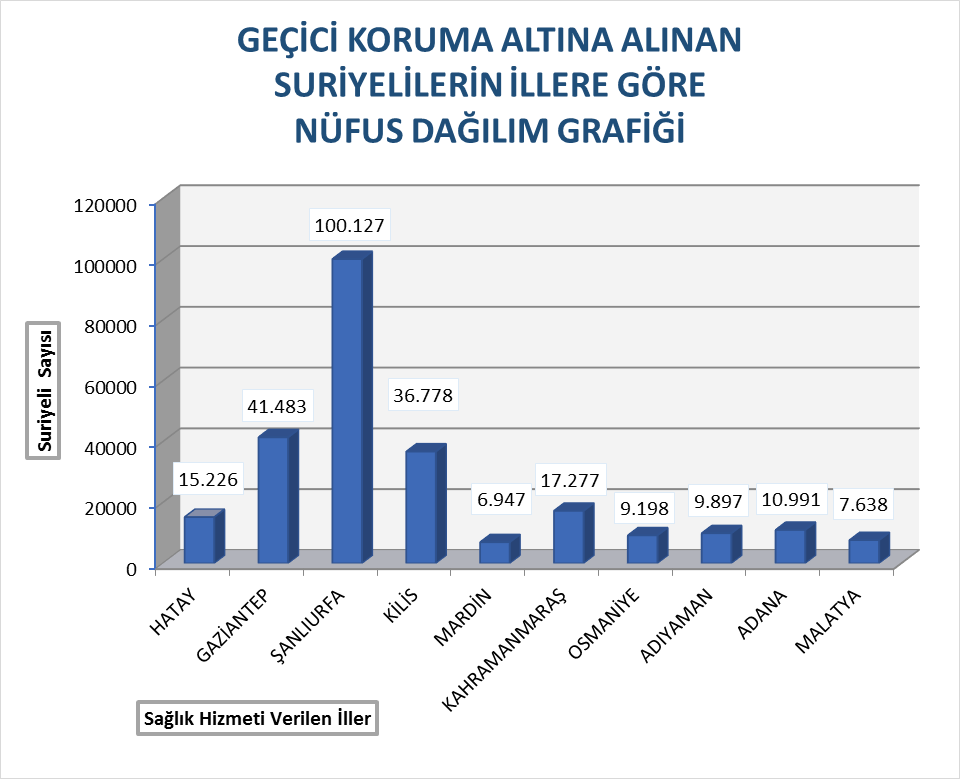 GEÇİCİ KORUMA ALTINA ALINAN
SURİYELİLERİN İLLERE GÖRE
NÜFUS DAĞILIM GRAFİĞİ
Suriyeli Sayısı
120000
100000
80000
60000
40000
20000
0
15.226
41.483
100.127
36.778
6.947
17.277
9.198
9.897
10.991
7.638
HATAY
GAZİANTEP
ŞANLIURFA
KİLİS
MARDİN
KAHRAMANMARAŞ
OSMANİYE
ADIYAMAN
ADANA
MALATYA
Sağlık Hizmeti Verilen İller